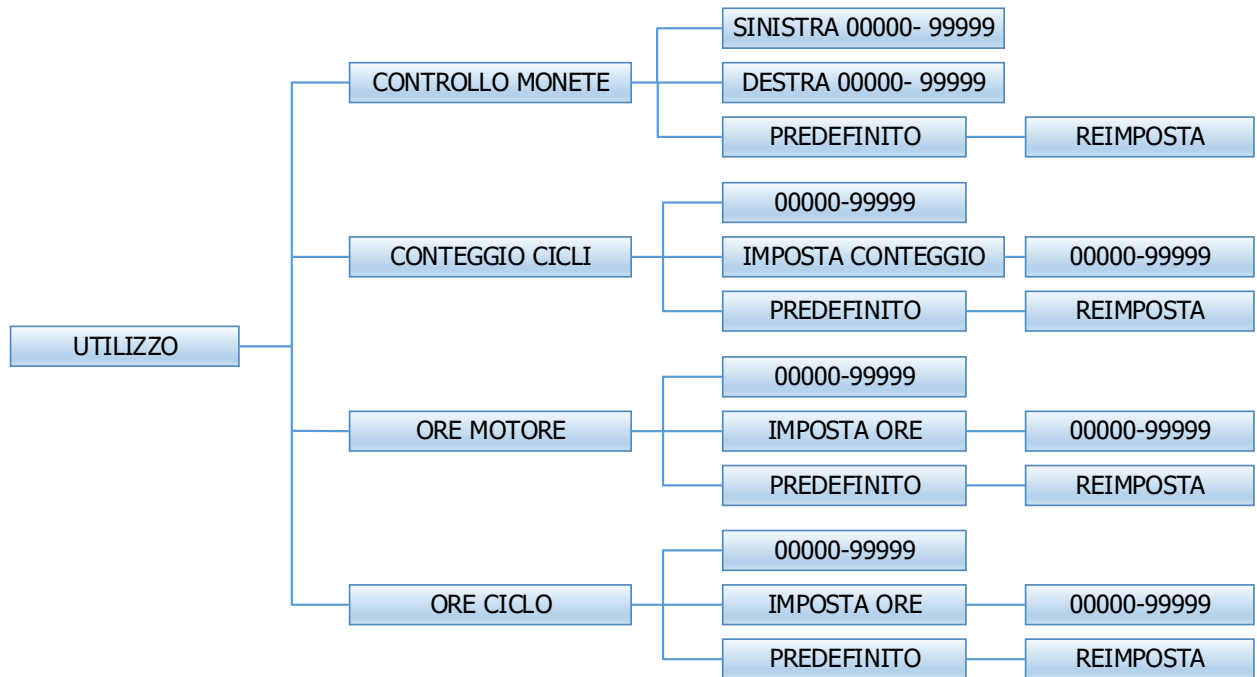 UTILIZZO
CONTROLLO MONETE
SINISTRA 00000- 99999
DESTRA 00000- 99999
PREDEFINITO
REIMPOSTA
CONTEGGIO CICLI
00000-99999
IMPOSTA CONTEGGIO
00000-99999
PREDEFINITO
REIMPOSTA
ORE MOTORE
00000-99999
IMPOSTA ORE
00000-99999
PREDEFINITO
REIMPOSTA
ORE CICLO
00000-99999
IMPOSTA ORE
00000-99999
PREDEFINITO
REIMPOSTA